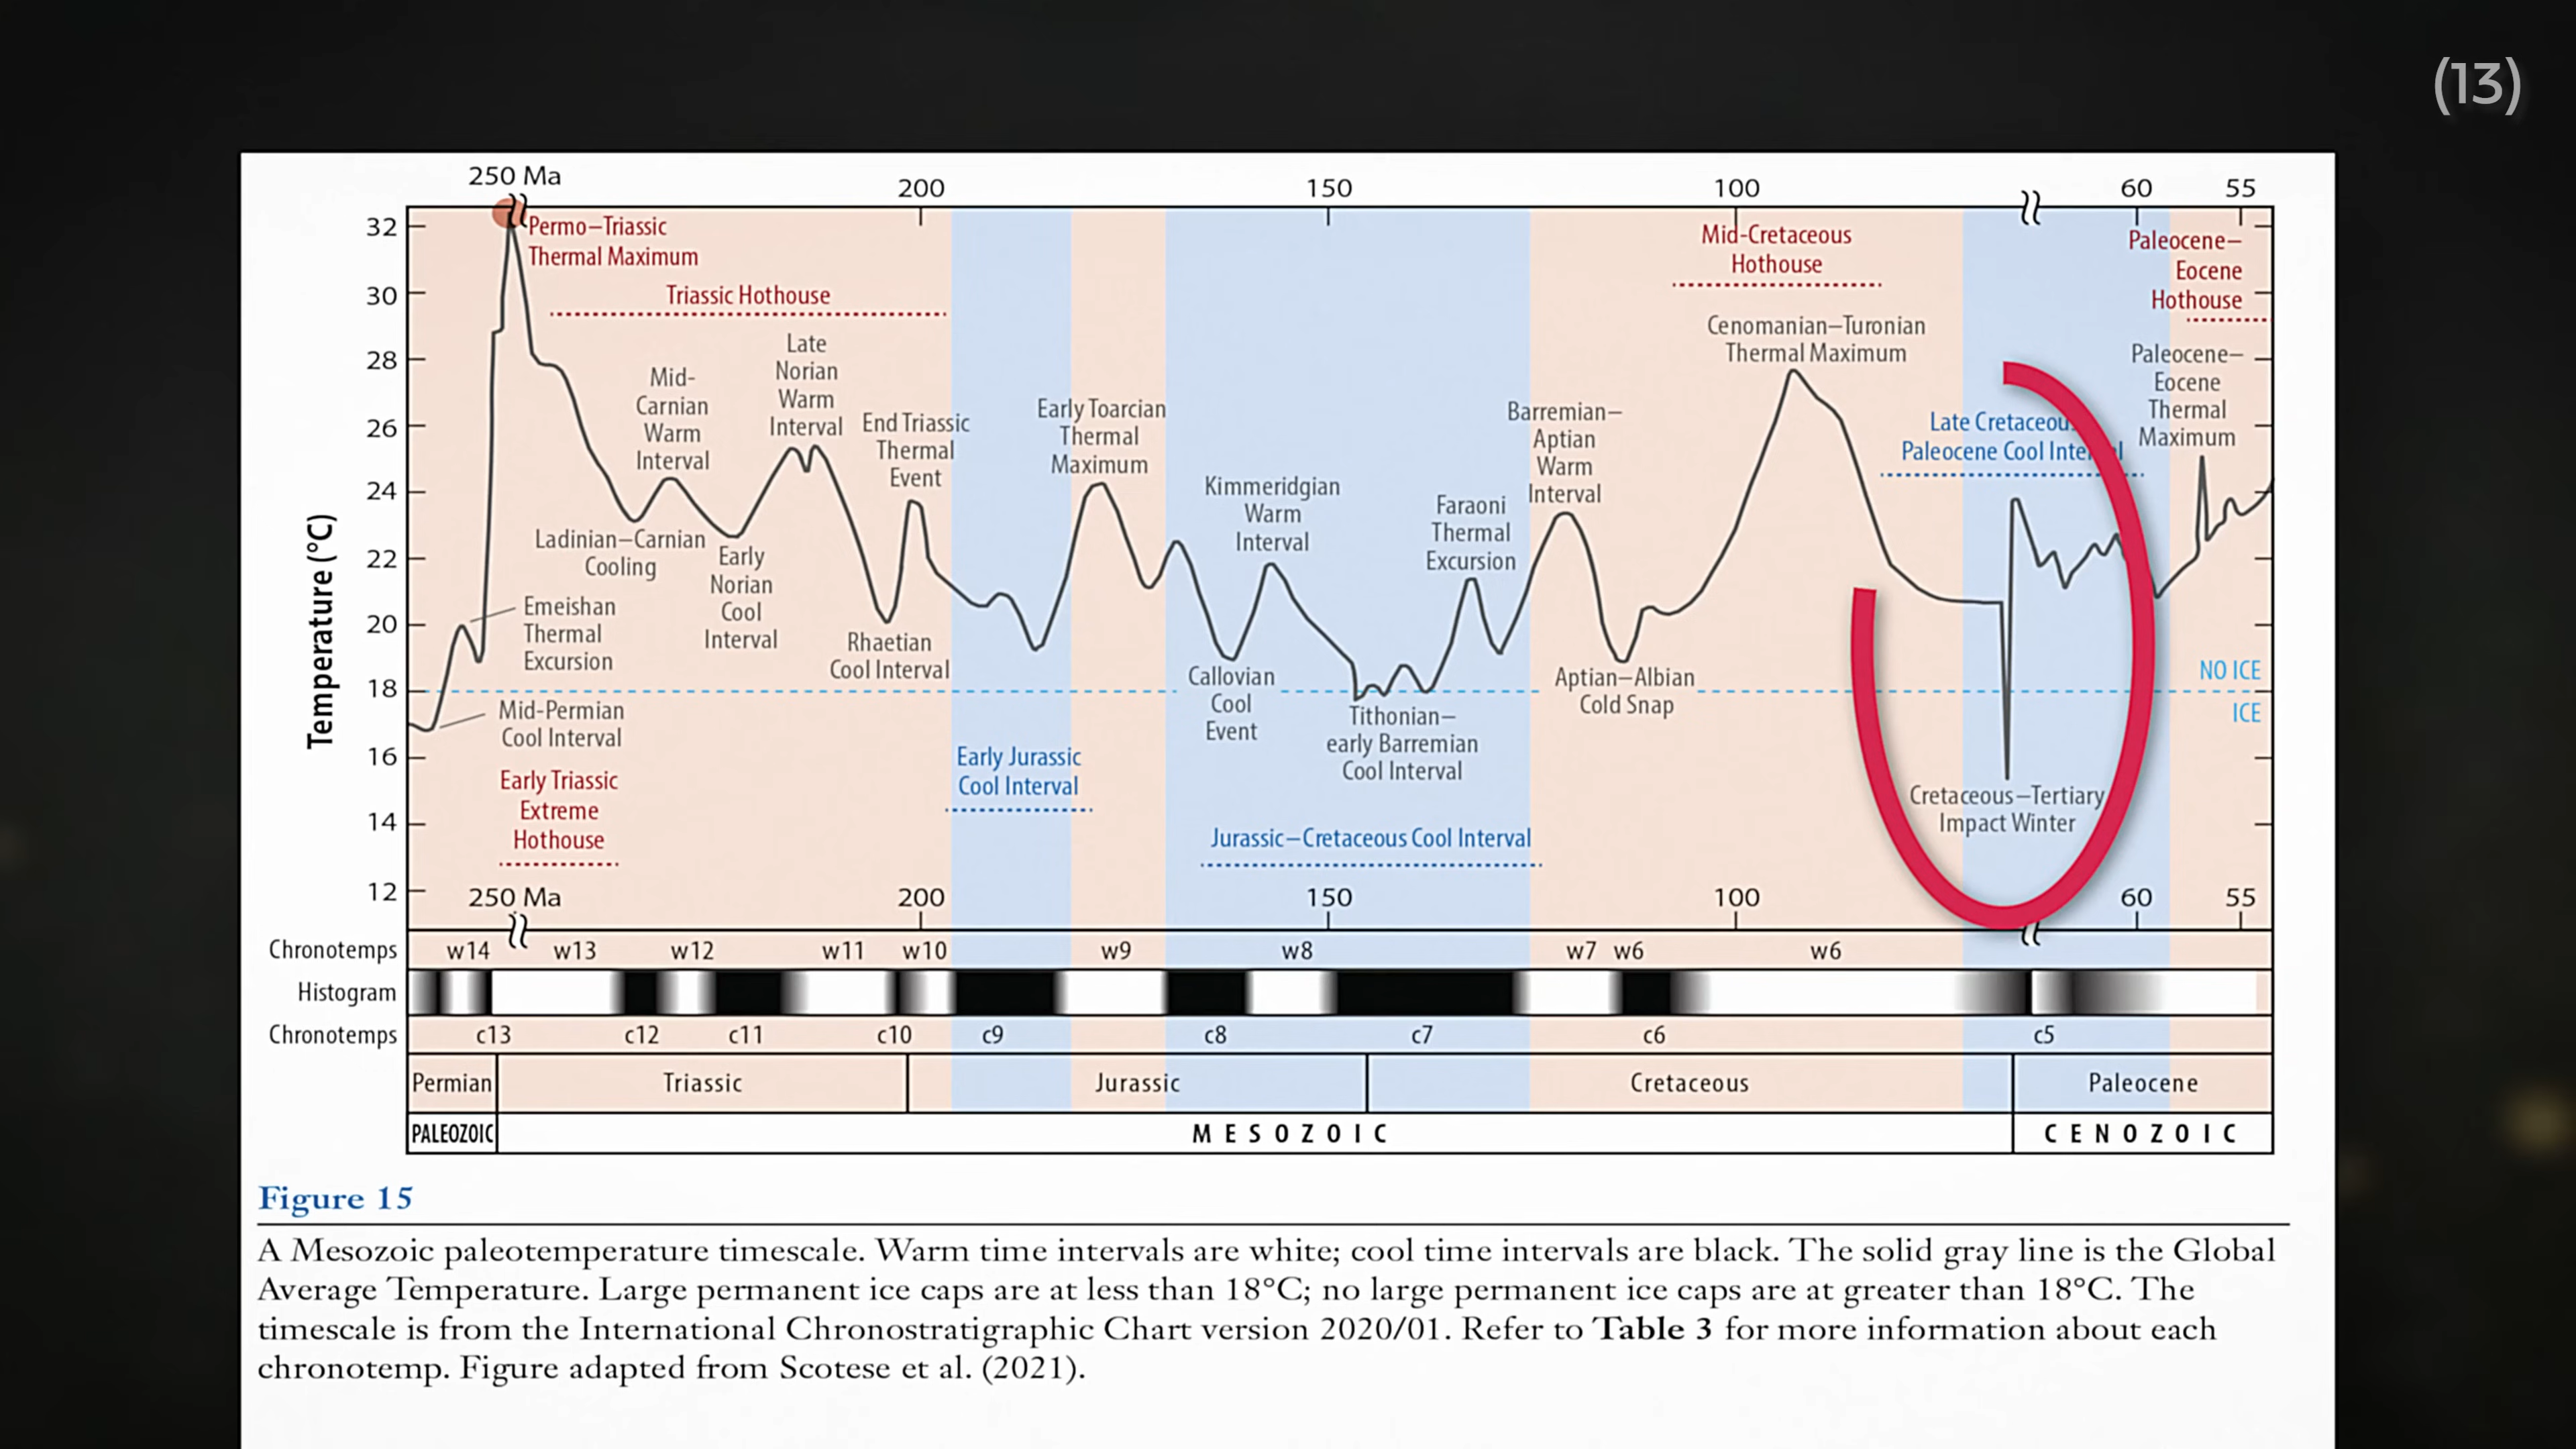 (13)
250 Ma
200
150
100
60
55
32
30
28
26
24
22
20
18
16
14
12
Temperature (°C)
Permo–Triassic
Thermal Maximum
Triassic Hothouse
Mid-
Carnian
Warm
Interval
Late
Norian
Warm
Interval
End Triassic
Thermal
Event
Ladinian–Carnian
Cooling
Early
Norian
Cool
Interval
Emeishan
Thermal
Excursion
Rhaetian
Cool Interval
Mid-Permian
Cool Interval
Early Triassic
Extreme
Hothouse
Early Toarcian
Thermal
Maximum
Early Jurassic
Cool Interval
Kimmeridgian
Warm
Interval
Callovian
Cool
Event
Faraoni
Thermal
Excursion
Tithonian–
early Barremian
Cool Interval
Jurassic–Cretaceous Cool Interval
Barremian–
Aptian
Warm
Interval
Aptian–Albian
Cold Snap
Mid-Cretaceous
Hothouse
Cenomanian–Turonian
Thermal Maximum
Late Cretaceous
Paleocene Cool Interval
Cretaceous–Tertiary
Impact Winter
Paleocene–
Eocene
Hothouse
Paleocene–
Eocene
Thermal
Maximum
NO ICE
ICE
250 Ma
200
150
100
60
55
Chronotemps w14 w13 w12 w11 w10 w9 w8 w7 w6 w6
Histogram
Chronotemps c13 c12 c11 c10 c9 c8 c7 c6 c5
Permian Triassic Jurassic Cretaceous Paleocene
PALEOZOIC MESOZOIC CENOZOIC
Figure 15
A Mesozoic paleotemperature timescale. Warm time intervals are white; cool time intervals are black. The solid gray line is the Global
Average Temperature. Large permanent ice caps are at less than 18°C; no large permanent ice caps are at greater than 18°C. The
timescale is from the International Chronostratigraphic Chart version 2020/01. Refer to Table 3 for more information about each
chronotemp. Figure adapted from Scotese et al. (2021).